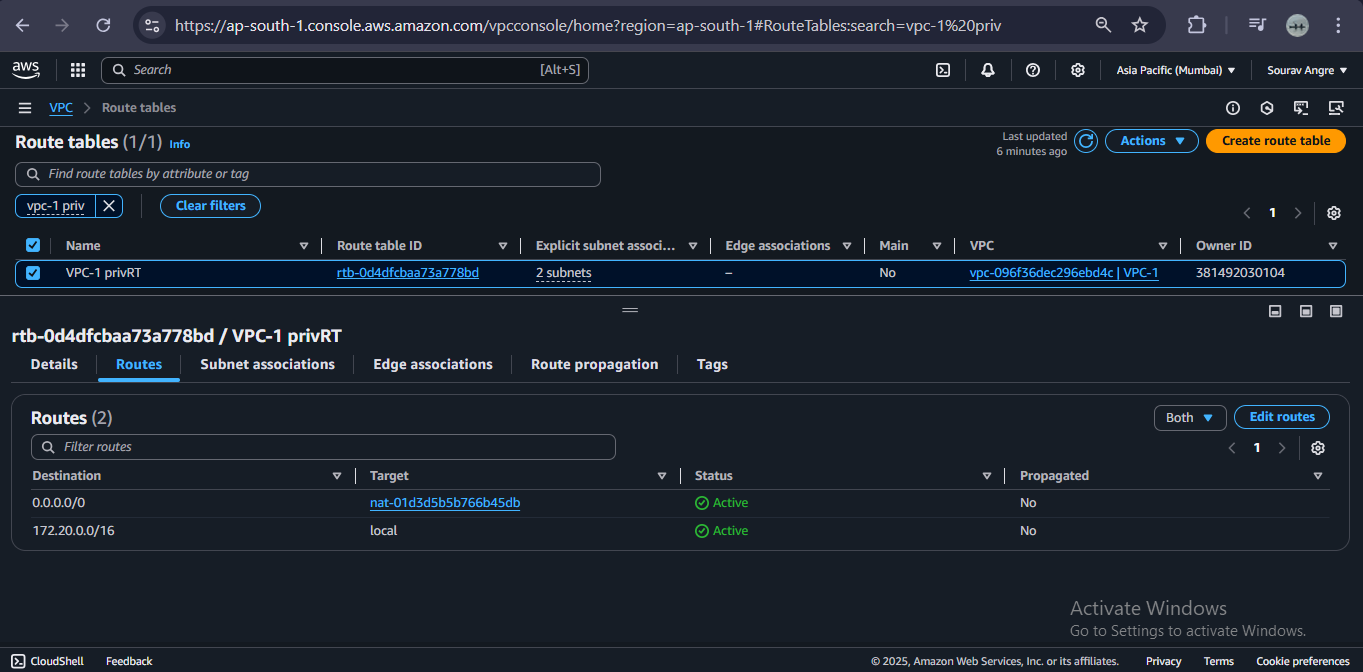 https://ap-south-1.console.aws.amazon.com/vpcconsole/home?region=ap-south-1#RouteTables:search=vpc-1%20priv
aws Search [Alt+S] Asia Pacific (Mumbai) Sourav Angre
VPC Route tables
Route tables (1/1) Info
Last updated
6 minutes ago
Actions Create route table
Find route tables by attribute or tag
vpc-1 priv Clear filters
1
Name Route table ID Explicit subnet associ... Edge associations Main VPC Owner ID
VPC-1 privRT rtb-0d4dfcbaa73a778bd 2 subnets – No vpc-096f36dec296ebd4c | VPC-1 381492030104
rtb-0d4dfcbaa73a778bd / VPC-1 privRT
Details Routes Subnet associations Edge associations Route propagation Tags
Routes (2) Both Edit routes
Filter routes 1
Destination Target Status Propagated
0.0.0.0/0 nat-01d3d5b5b766b45db Active No
172.20.0.0/16 local Active No
Activate Windows
Go to Settings to activate Windows.
CloudShell Feedback © 2025, Amazon Web Services, Inc. or its affiliates. Privacy Terms Cookie preferences